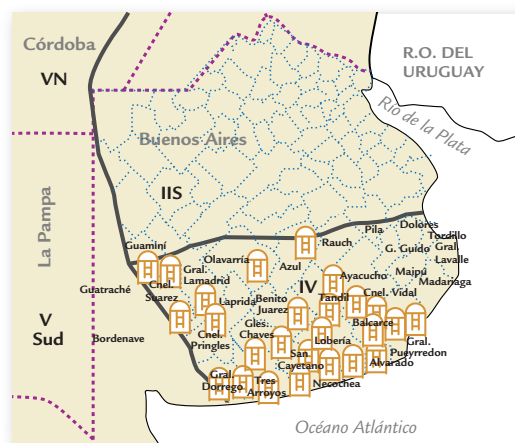 Córdoba
VN
R.O. DEL
URUGUAY
Río de la Plata
Buenos Aires
La Pampa
IIS
Dolores
Pila
Tordillo
Rauch
Gral.
Lavalle
G. Guido
Guaminí
Olavarría
Azul
Gral.
Lamadrid
Maipú
Madariaga
Ayacucho
Cnel.
Suarez
Guatraché
IV
Cnel. Vidal
Laprida
Benito
Juarez
Tandil
V
Sud
Bordenave
Gles.
Chaves
Balcarce
Cnel.
Pringles
Lobería
Gral.
Pueyrredon
San
Cayetano
Alvarado
Gral.
Dorrego
Tres
Arroyos
Necochea
Océano Atlántico